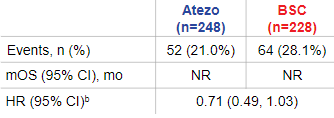 Atezo BSC
(n=248) (n=228)
Events, n (%) 52 (21.0%) 64 (28.1%)
mOS (95% CI), mo NR NR
HR (95% CI)b 0.71 (0.49, 1.03)